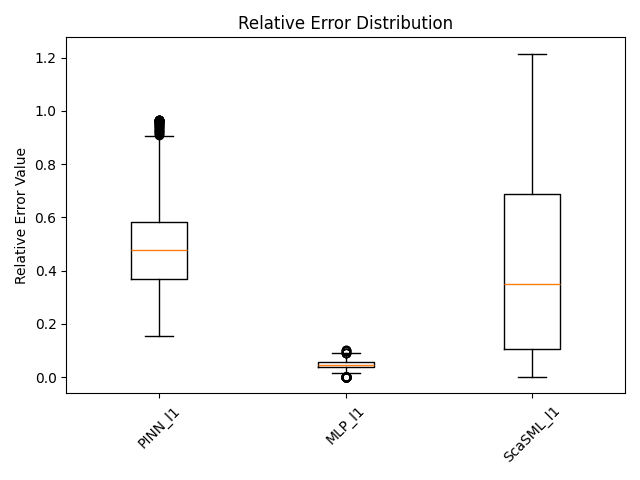 Relative Error Distribution
Relative Error Value
1.2
1.0
0.8
0.6
0.4
0.2
0.0
PINN_l1
MLP_l1
ScaSML_l1